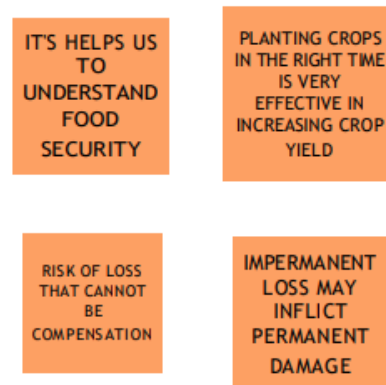 IT'S HELPS US
TO
UNDERSTAND
FOOD
SECURITY
PLANTING CROPS
IN THE RIGHT TIME
IS VERY
EFFECTIVE IN
INCREASING CROP
YIELD
RISK OF LOSS
THAT CANNOT
BE
COMPENSATION
IMPERMANENT
LOSS MAY
INFLICT
PERMANENT
DAMAGE